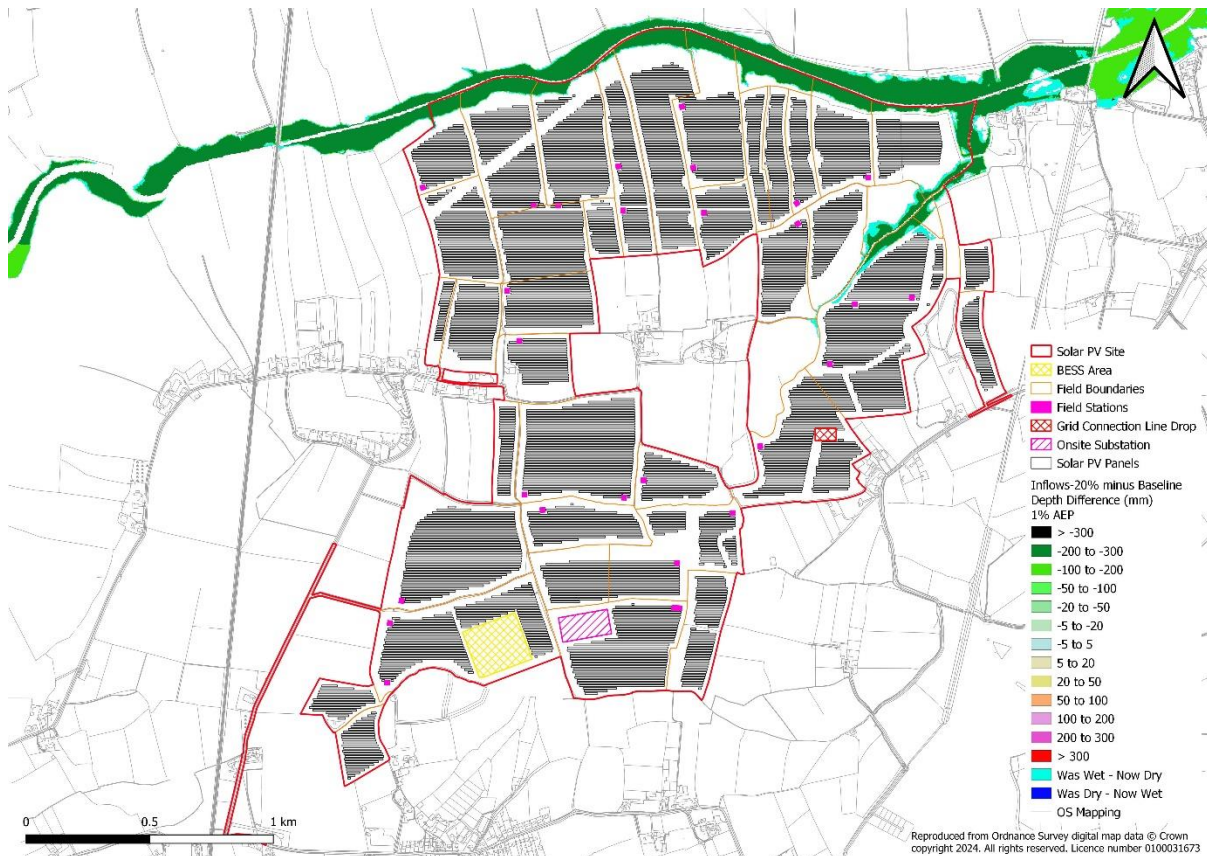 Solar PV Site
BESS Area
Field Boundaries
Field Stations
Grid Connection Line Drop
Onsite Substation
Solar PV Panels
Inflows-20% minus Baseline
Depth Difference (mm)
1% AEP
> -300
-200 to -300
-100 to -200
-50 to -100
-20 to -50
-5 to -20
-5 to 5
5 to 20
20 to 50
50 to 100
100 to 200
200 to 300
> 300
Was Wet - Now Dry
Was Dry - Now Wet
OS Mapping
0 0.5 1 km
Reproduced from Ordnance Survey digital map data © Crown
copyright 2024. All rights reserved. Licence number 0100031673